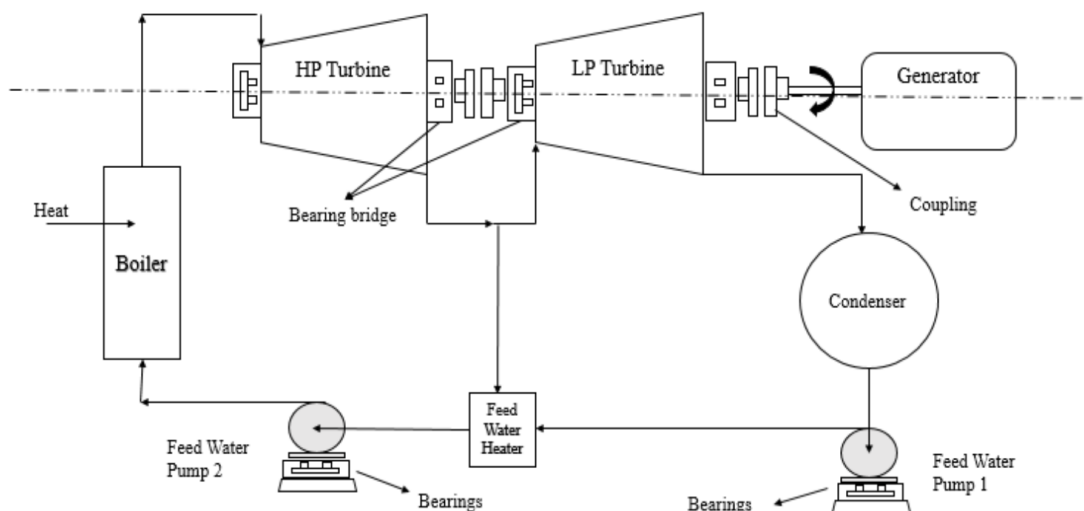 HP Turbine
LP Turbine
Generator
Heat
Bearing bridge
Coupling
Boiler
Condenser
Feed
Water
Heater
Feed Water
Pump 2
Bearings
Bearings
Feed Water
Pump 1